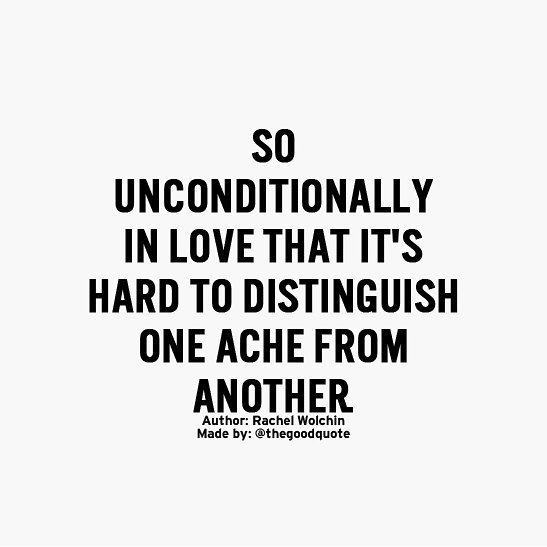 SO
UNCONDITIONALLY
IN LOVE THAT IT'S
HARD TO DISTINGUISH
ONE ACHE FROM
ANOTHER
Author: Rachel Wolchin
Made by: @thegoodquote